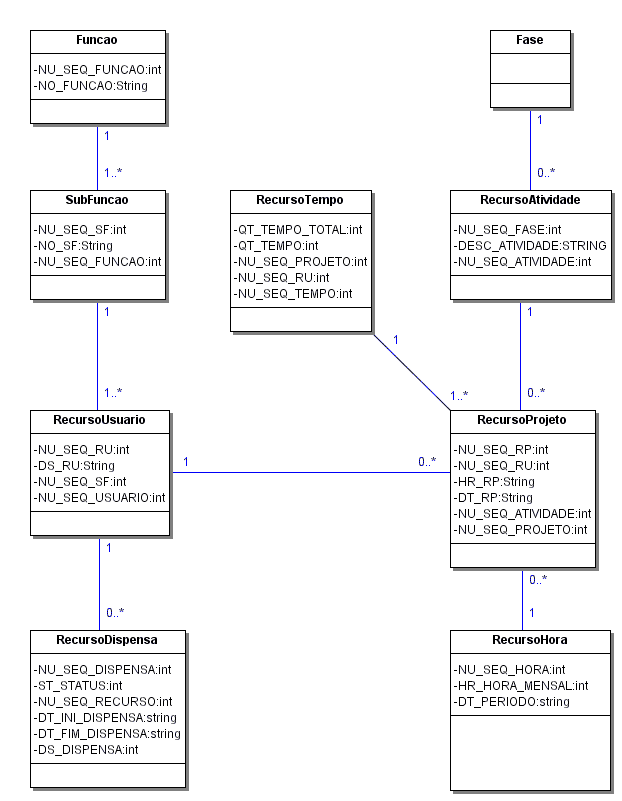 Funcao
-NU_SEQ_FUNCAO:int
-NO_FUNCAO:String
1
1..*
SubFuncao
-NU_SEQ_SF:int
-NO_SF:String
-NU_SEQ_FUNCAO:int
1
1..*
RecursoUsuario
-NU_SEQ_RU:int
-DS_RU:String
-NU_SEQ_SF:int
-NU_SEQ_USUARIO:int
1
0..*
1
0..*
RecursoDispensa
-NU_SEQ_DISPENSA:int
-ST_STATUS:int
-NU_SEQ_RECURSO:int
-DT_INI_DISPENSA:string
-DT_FIM_DISPENSA:string
-DS_DISPENSA:int
RecursoTempo
-QT_TEMPO_TOTAL:int
-QT_TEMPO:int
-NU_SEQ_PROJETO:int
-NU_SEQ_RU:int
-NU_SEQ_TEMPO:int
1
1..*
Fase
1
0..*
RecursoAtividade
-NU_SEQ_FASE:int
-DESC_ATIVIDADE:STRING
-NU_SEQ_ATIVIDADE:int
1
0..*
RecursoProjeto
-NU_SEQ_RP:int
-NU_SEQ_RU:int
-HR_RP:String
-DT_RP:String
-NU_SEQ_ATIVIDADE:int
-NU_SEQ_PROJETO:int
0..*
1
RecursoHora
-NU_SEQ_HORA:int
-HR_HORA_MENSAL:int
-DT_PERIODO:string